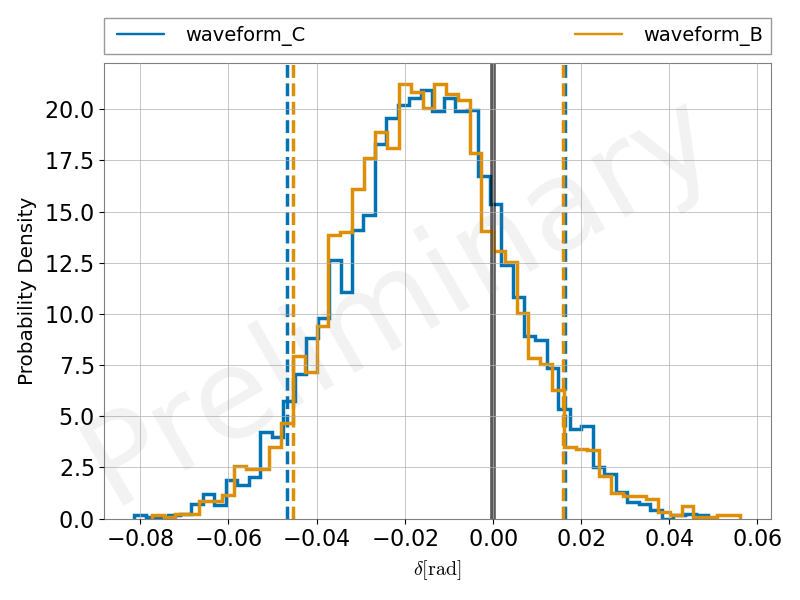 waveform_C waveform_B
20.0
17.5
15.0
12.5
10.0
7.5
5.0
2.5
0.0
Probability Density
Preliminary
−0.08 −0.06 −0.04 −0.02 0.00 0.02 0.04 0.06
δ[rad]